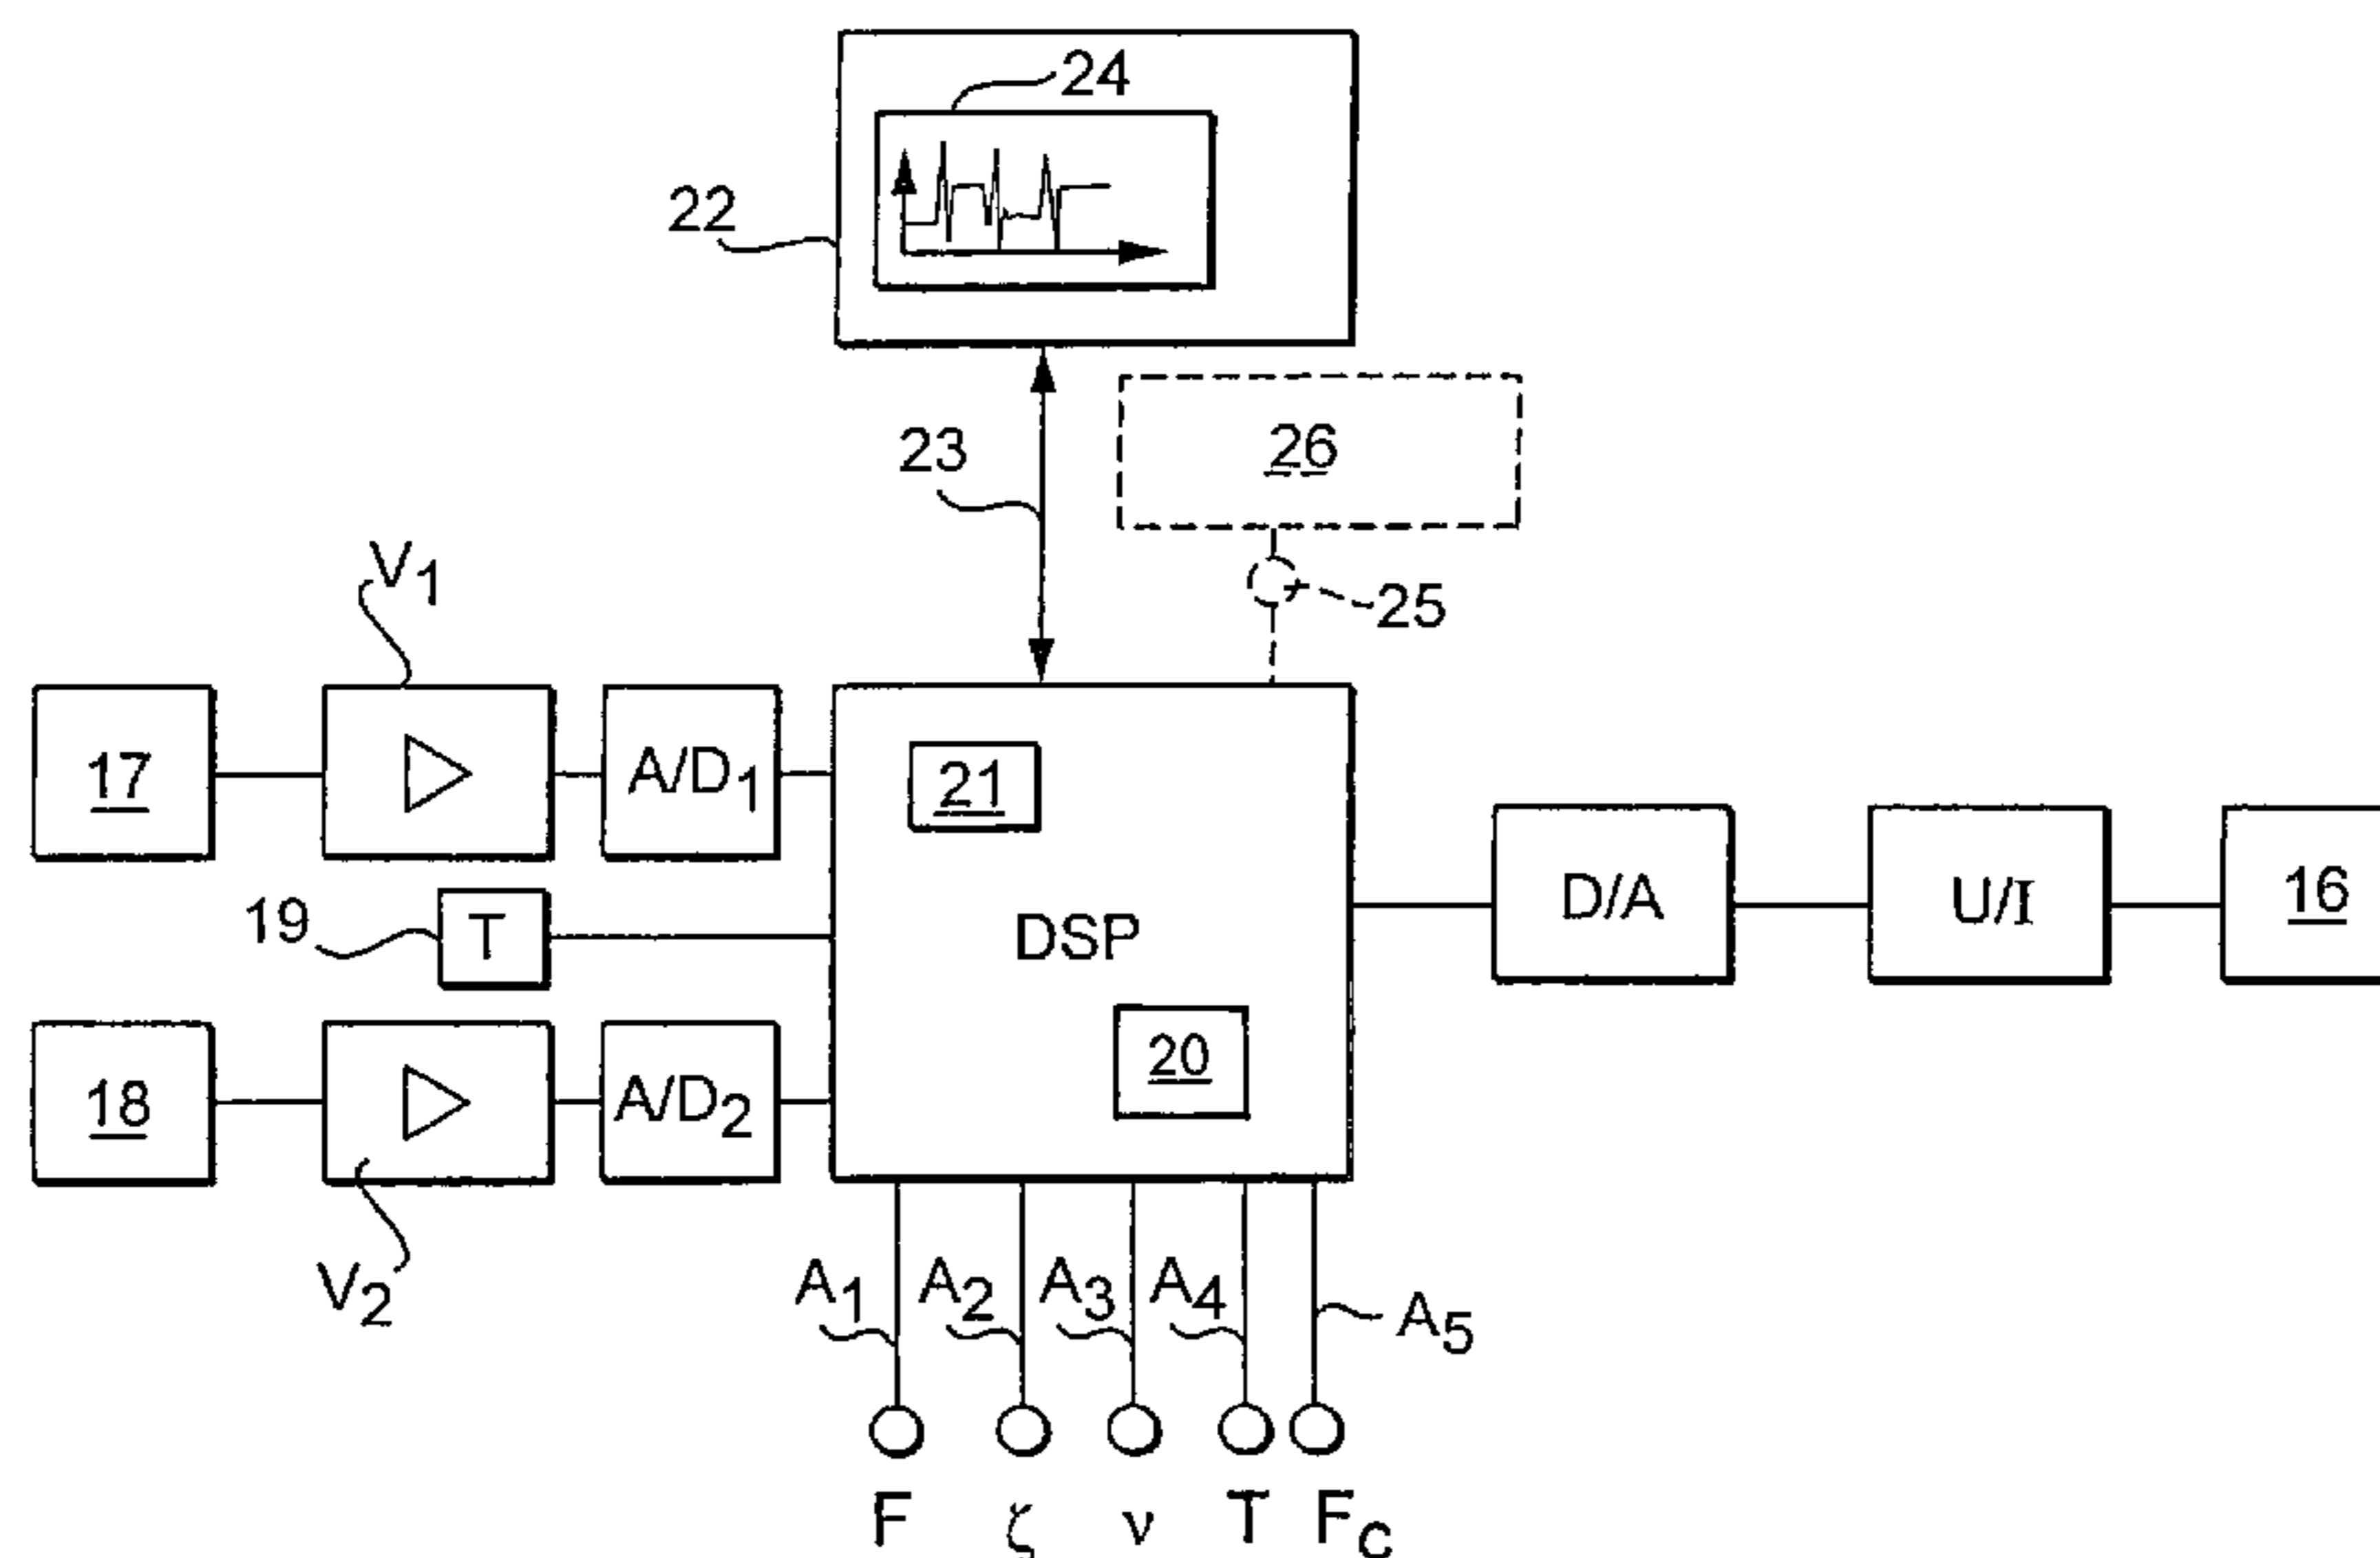 24
22
23
26
25
V1
17
A/D1
21
19
T
DSP
D/A
U/I
16
18
A/D2
20
V2
A1
A2
A3
A4
A5
F
ζ
ν
T
Fc